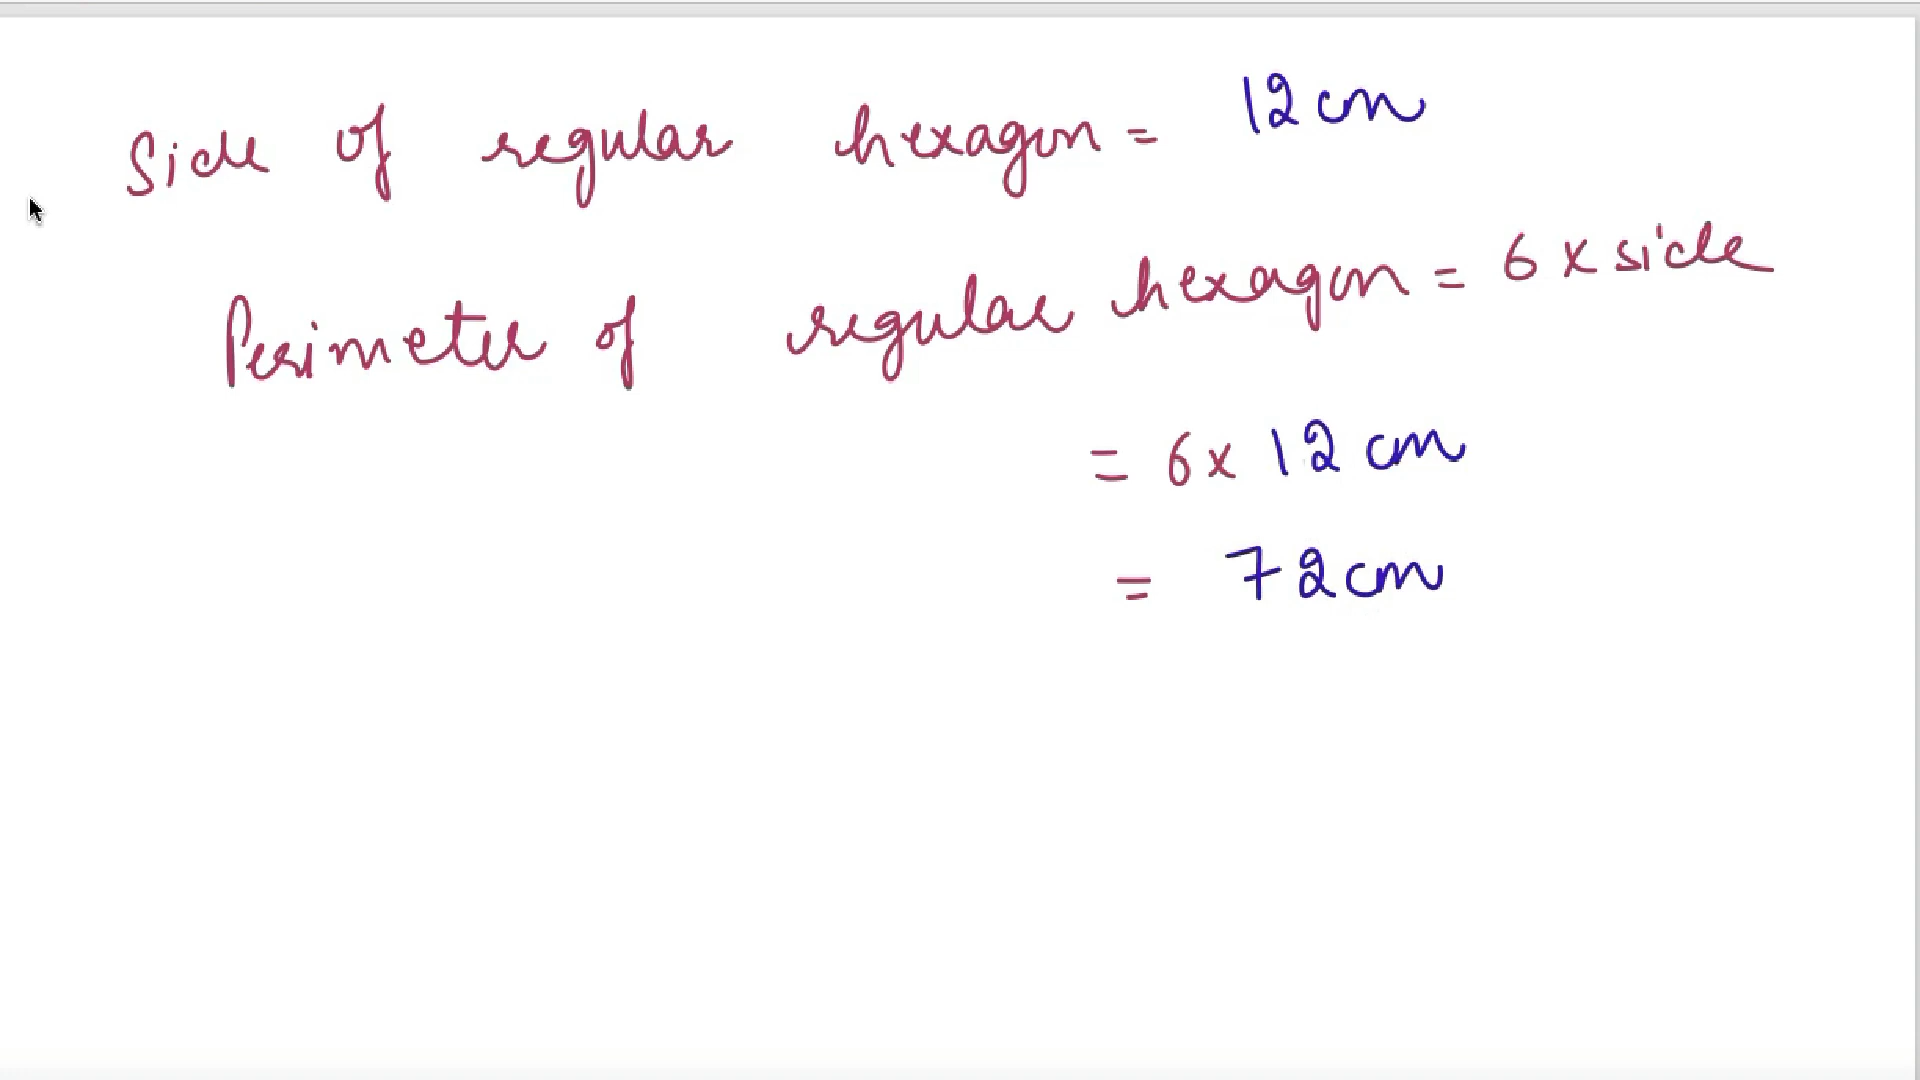 Side of regular hexagon = 12 cm
Perimeter of regular hexagon = 6 x side
= 6 x 12 cm
= 72 cm